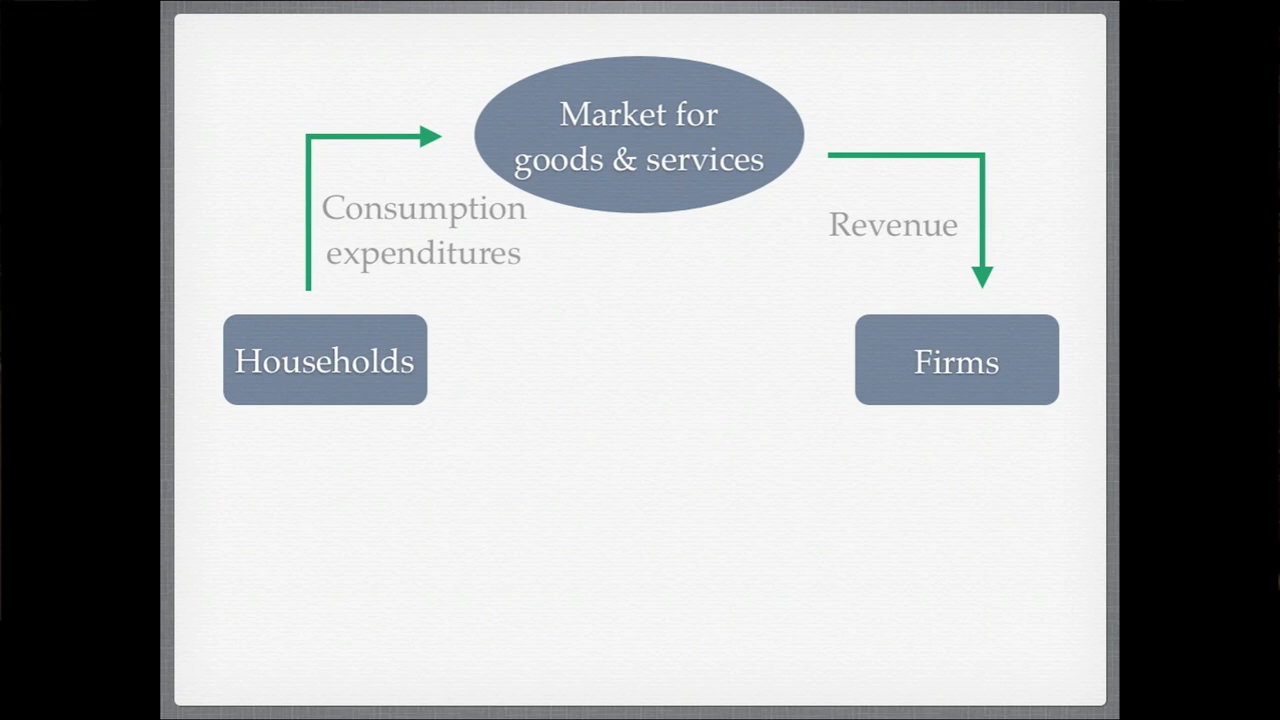 Market for
goods & services
Consumption
expenditures
Revenue
Households
Firms